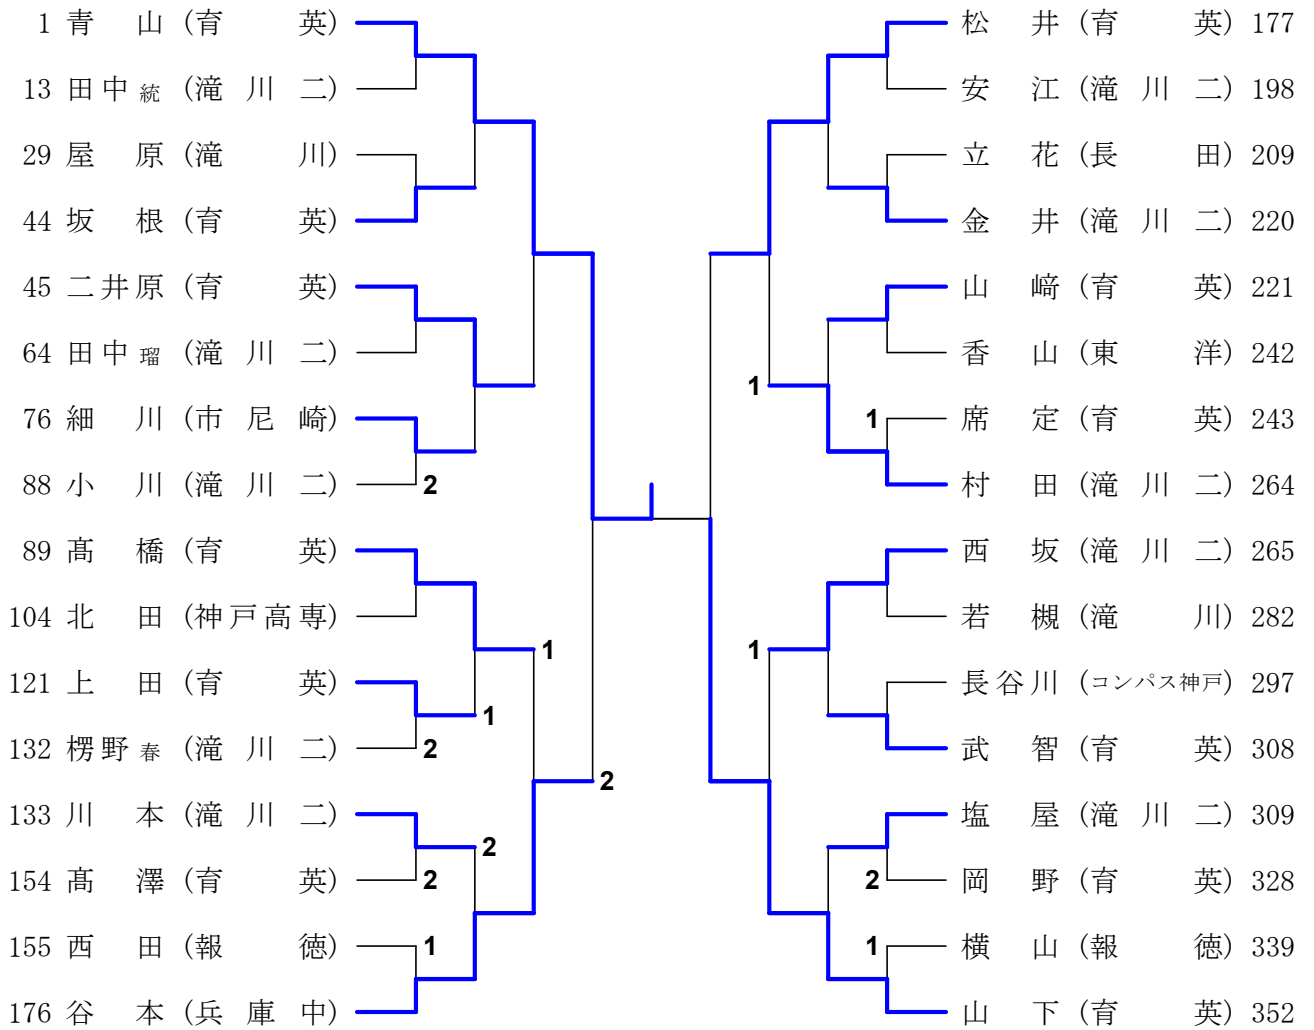 1 青山 (育英)
13 田中統 (滝川二)
29 屋原 (滝川)
44 坂根 (育英)
45 二井原 (育英)
64 田中瑠 (滝川二)
76 細川 (市尼崎)
88 小川 (滝川二) 2
89 髙橋 (育英)
104 北田 (神戸高専)
1
121 上田 (育英)
1
132 楞野春 (滝川二) 2
2
133 川本 (滝川二)
2
154 髙澤 (育英) 2
155 西田 (報徳) 1
176 谷本 (兵庫中)
松井 (育英) 177
安江 (滝川二) 198
立花 (長田) 209
金井 (滝川二) 220
山﨑 (育英) 221
香山 (東洋) 242
1
1 席定 (育英) 243
村田 (滝川二) 264
西坂 (滝川二) 265
若槻 (滝川) 282
1
長谷川 (コンパス神戸) 297
武智 (育英) 308
塩屋 (滝川二) 309
2 岡野 (育英) 328
1 横山 (報徳) 339
山下 (育英) 352